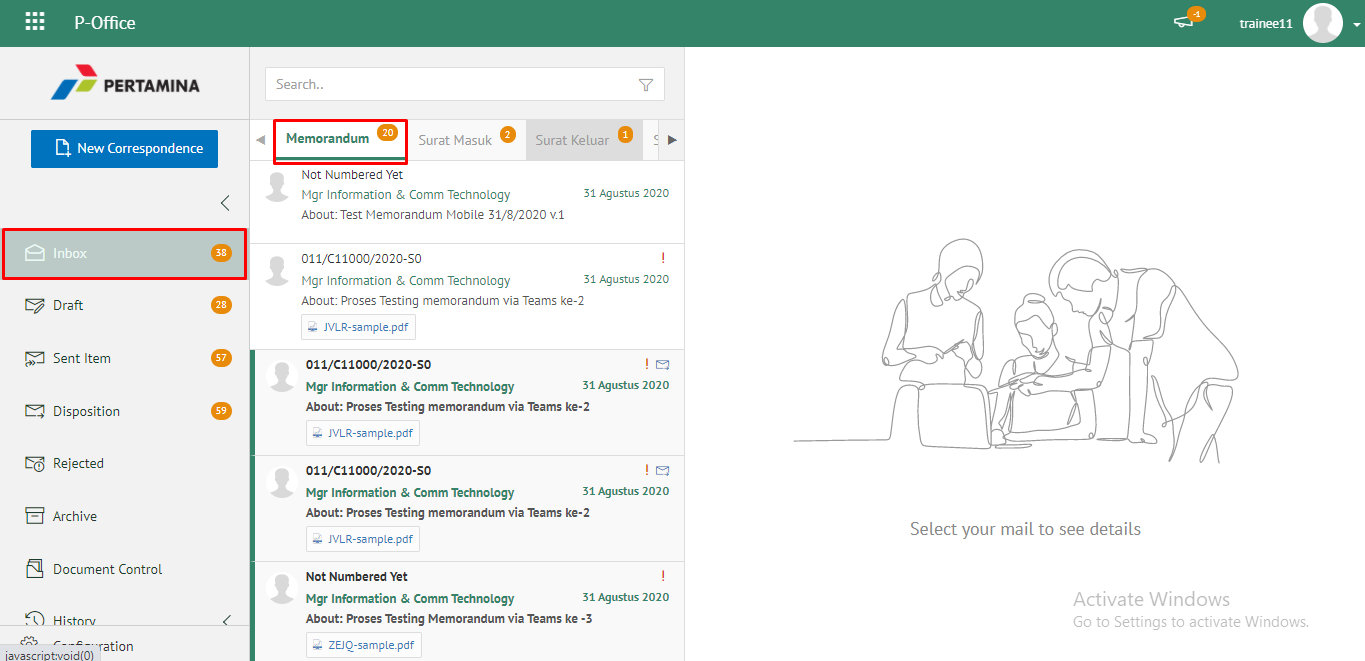 P-Office
-1
trainee11
PERTAMINA
New Correspondence
Inbox 38
Draft 28
Sent Item 57
Disposition 59
Rejected
Archive
Document Control
History
Configuration
javascript:void(0)
Search..
Memorandum 20
Surat Masuk 2
Surat Keluar 1
S
Not Numbered Yet
Mgr Information & Comm Technology 31 Agustus 2020
About: Test Memorandum Mobile 31/8/2020 v.1
011/C11000/2020-S0 !
Mgr Information & Comm Technology 31 Agustus 2020
About: Proses Testing memorandum via Teams ke-2
JVLR-sample.pdf
011/C11000/2020-S0 !
Mgr Information & Comm Technology 31 Agustus 2020
About: Proses Testing memorandum via Teams ke-2
JVLR-sample.pdf
011/C11000/2020-S0 !
Mgr Information & Comm Technology 31 Agustus 2020
About: Proses Testing memorandum via Teams ke-2
JVLR-sample.pdf
Not Numbered Yet !
Mgr Information & Comm Technology 31 Agustus 2020
About: Proses Testing memorandum via Teams ke -3
ZEJQ-sample.pdf
Select your mail to see details
Activate Windows
Go to Settings to activate Windows.